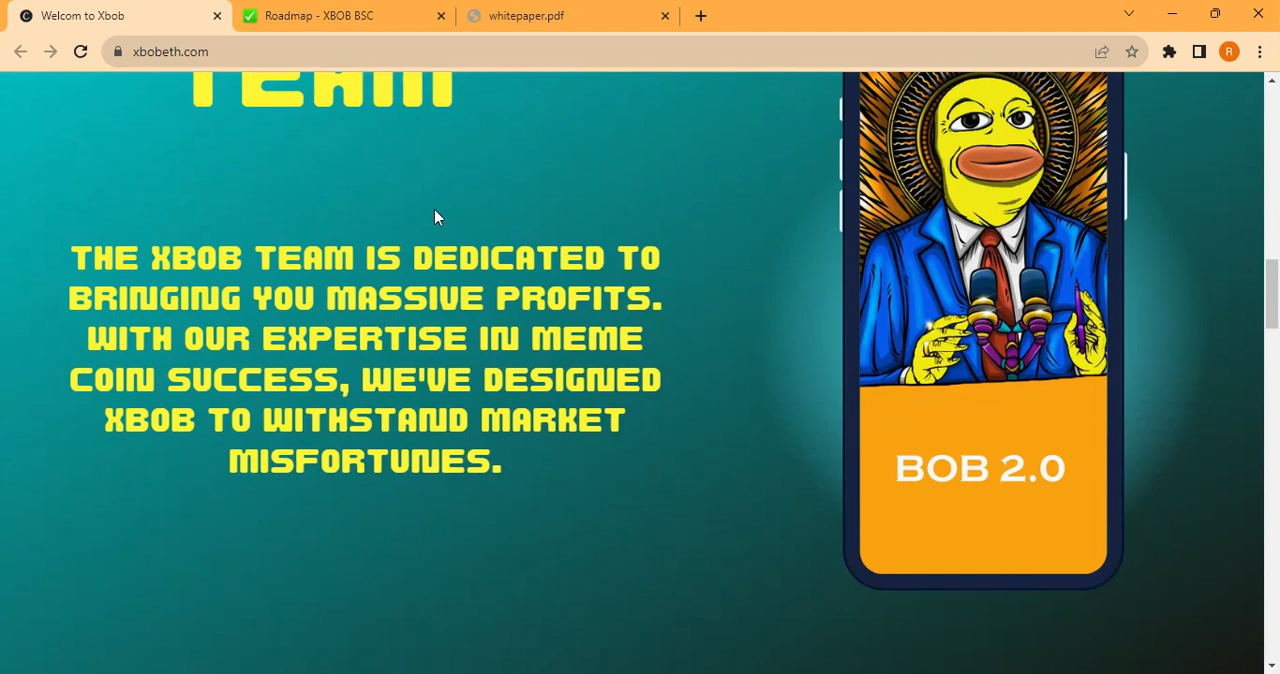 Welcom to Xbob
Roadmap - XBOB BSC
whitepaper.pdf
xbobeth.com
R
TEAM
THE XBOB TEAM IS DEDICATED TO
BRINGING YOU MASSIVE PROFITS.
WITH OUR EXPERTISE IN MEME
COIN SUCCESS, WE'VE DESIGNED
XBOB TO WITHSTAND MARKET
MISFORTUNES.
BOB 2.0